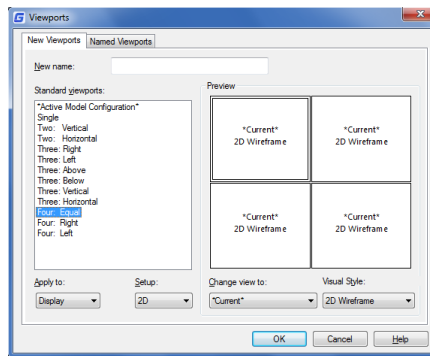 Viewports
New Viewports Named Viewports
New name:
Standard viewports:
*Active Model Configuration*
Single
Two: Vertical
Two: Horizontal
Three: Right
Three: Left
Three: Above
Three: Below
Three: Vertical
Three: Horizontal
Four: Equal
Four: Right
Four: Left
Preview
*Current* *Current*
2D Wireframe 2D Wireframe
*Current* *Current*
2D Wireframe 2D Wireframe
Apply to: Setup: Change view to: Visual Style:
Display 2D *Current* 2D Wireframe
OK Cancel Help